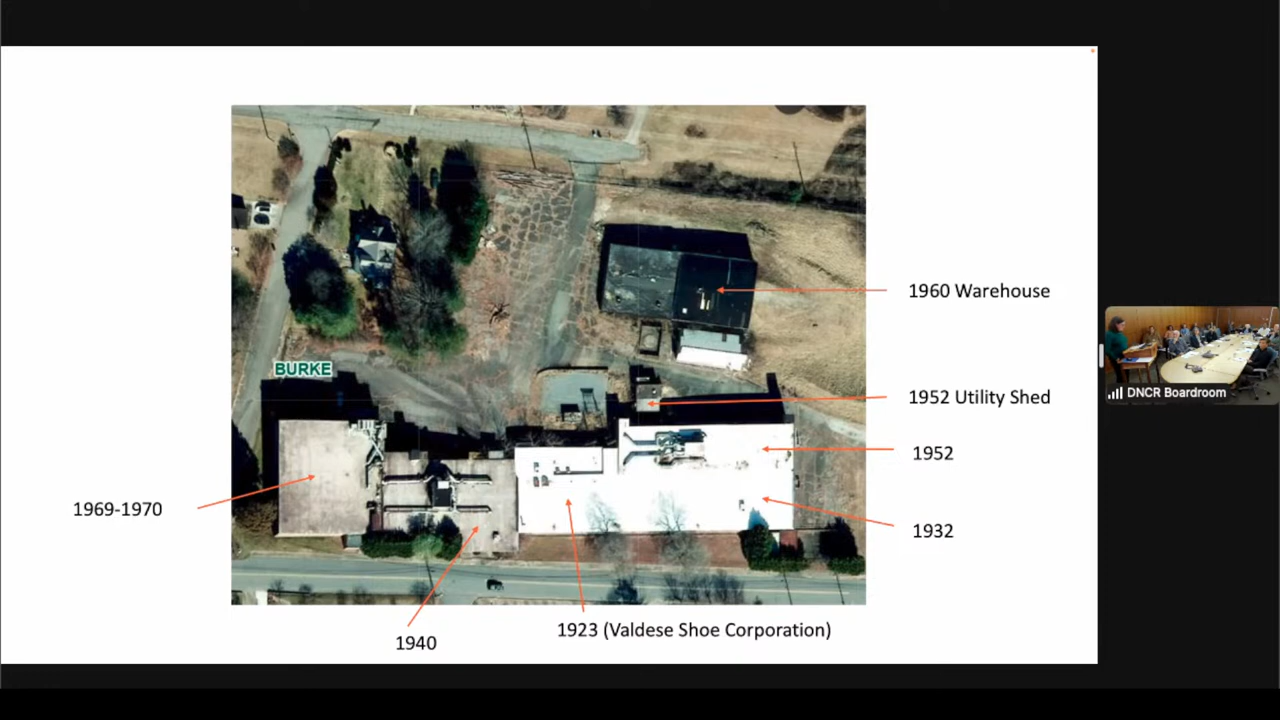 1960 Warehouse
BURKE
1952 Utility Shed
DNCR Boardroom
1952
1969-1970
1932
1923 (Valdese Shoe Corporation)
1940